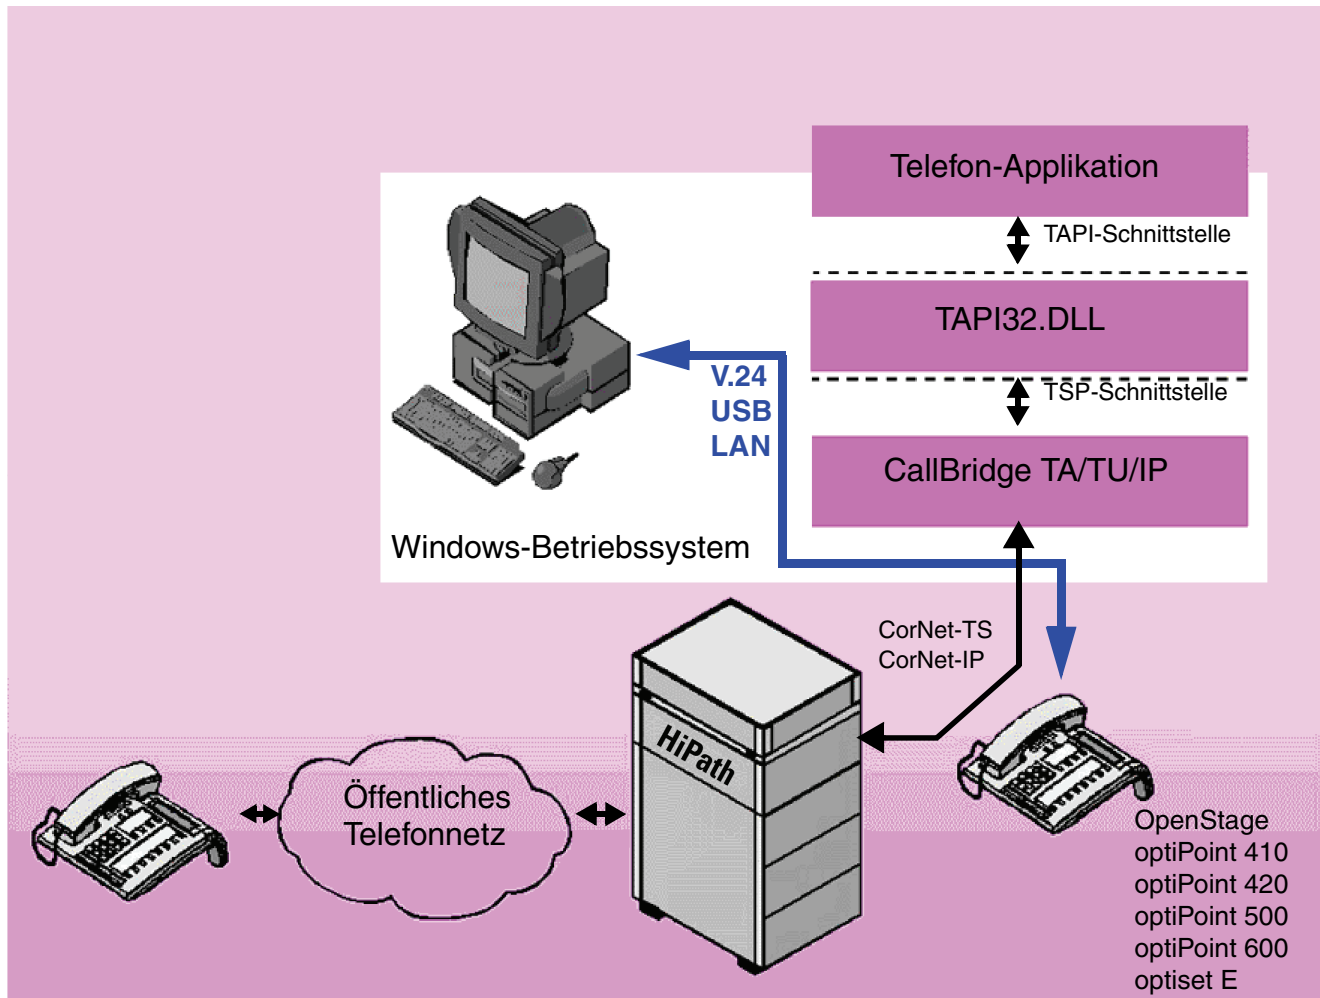 Telefon-Applikation
TAPI-Schnittstelle
TAPI32.DLL
V.24
USB
LAN
TSP-Schnittstelle
CallBridge TA/TU/IP
Windows-Betriebssystem
CorNet-TS
CorNet-IP
HiPath
Öffentliches
Telefonnetz
OpenStage
optiPoint 410
optiPoint 420
optiPoint 500
optiPoint 600
optiset E